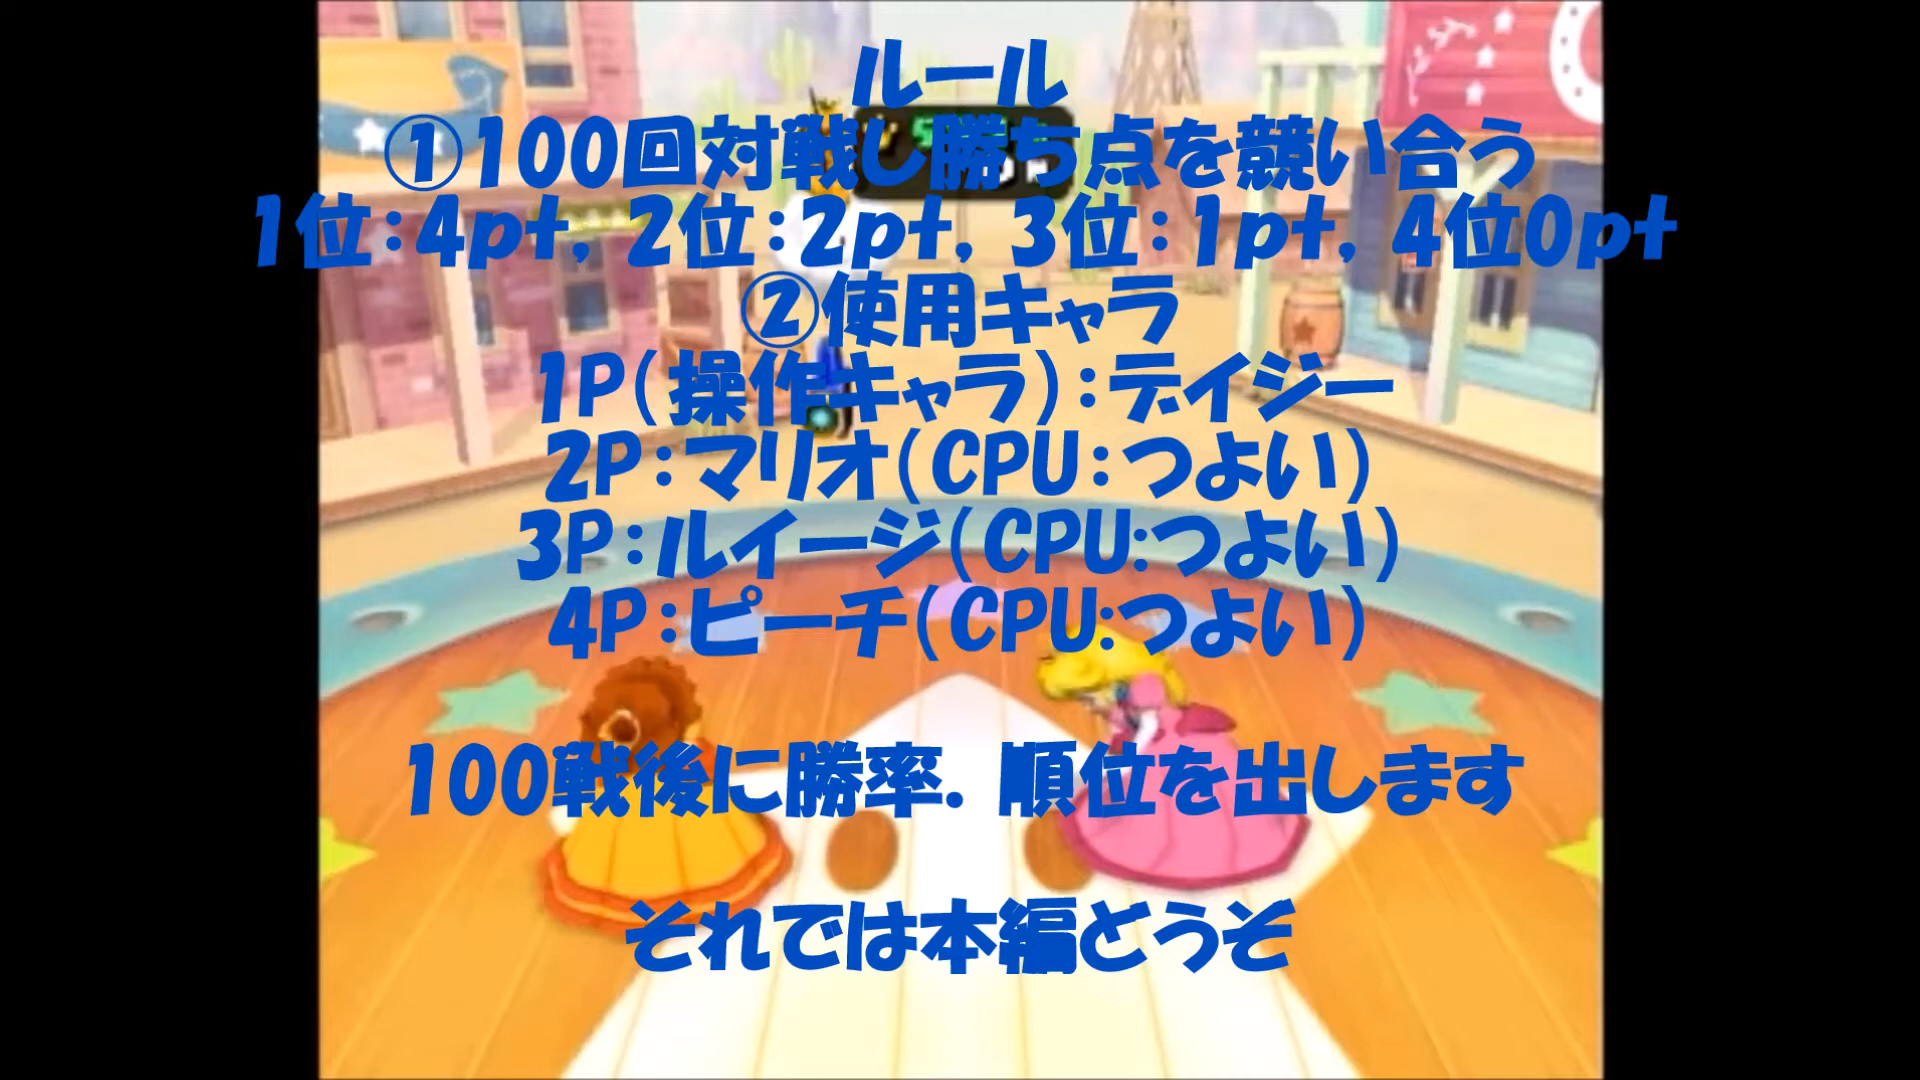 ルール
①100回対戦し勝ち点を競い合う
1位:4pt, 2位:2pt, 3位:1pt, 4位0pt
②使用キャラ
1P(操作キャラ):デイジー
2P:マリオ(CPU:つよい)
3P:ルイージ(CPU:つよい)
4P:ピーチ(CPU:つよい)
100戦後に勝率.順位を出します
それでは本編どうぞ